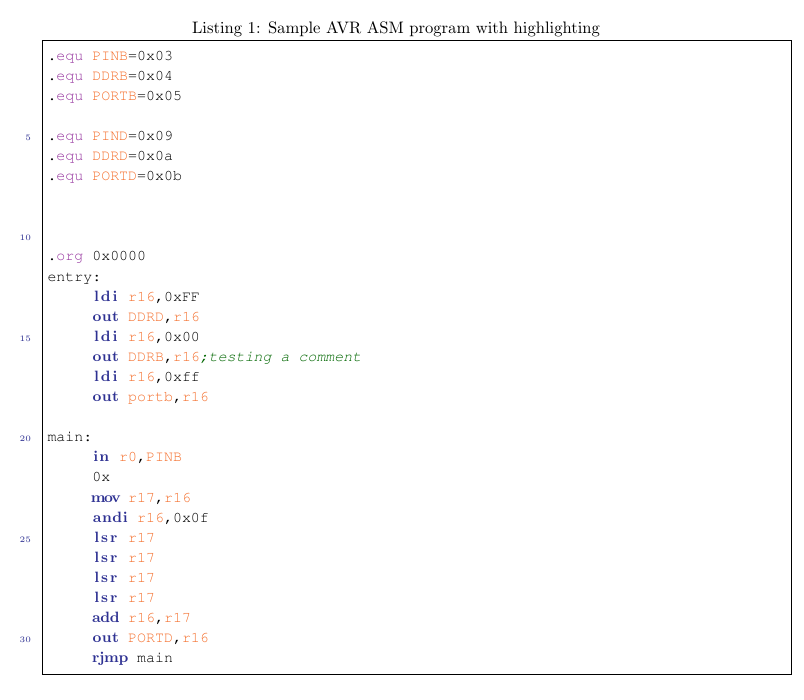 Listing 1: Sample AVR ASM program with highlighting
.equ PINB=0x03
.equ DDRB=0x04
.equ PORTB=0x05
5 .equ PIND=0x09
.equ DDRD=0x0a
.equ PORTD=0x0b
10
.org 0x0000
entry:
ldi r16,0xFF
out DDRD,r16
15 ldi r16,0x00
out DDRB,r16;testing a comment
ldi r16,0xff
out portb,r16
20 main:
in r0,PINB
0x
mov r17,r16
andi r16,0x0f
25 lsr r17
lsr r17
lsr r17
lsr r17
add r16,r17
30 out PORTD,r16
rjmp main